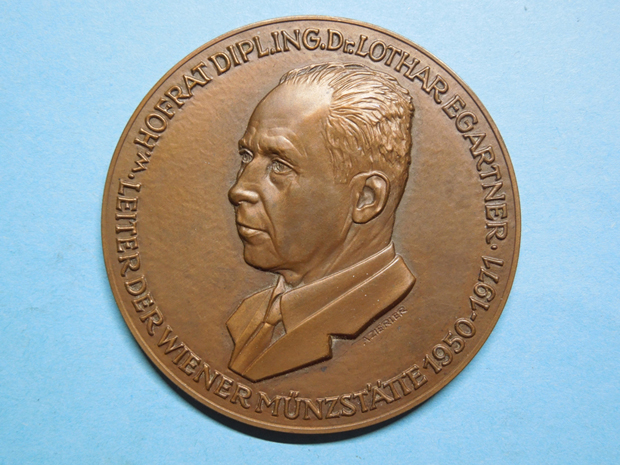 w. HOFRAT DIPL.ING. Dr. LOTHAR EGARTNER ·
LEITER DER WIENER MÜNZSTÄTTE 1950-1971 ·
A.ZIERLER